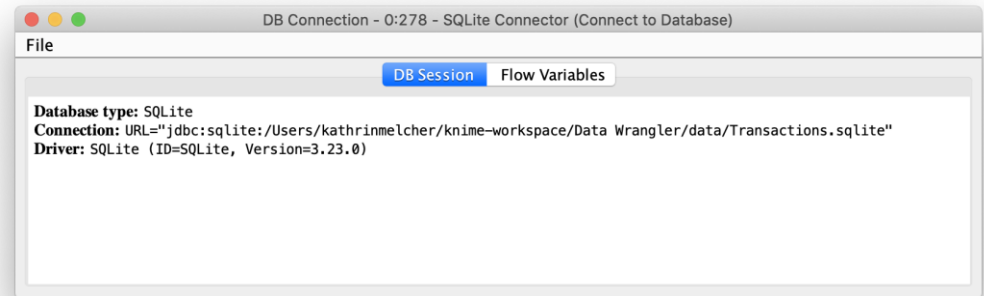 DB Connection - 0:278 - SQLite Connector (Connect to Database)
File
DB Session Flow Variables
Database type: SQLite
Connection: URL="jdbc:sqlite:/Users/kathrinmelcher/knime-workspace/Data Wrangler/data/Transactions.sqlite"
Driver: SQLite (ID=SQLite, Version=3.23.0)